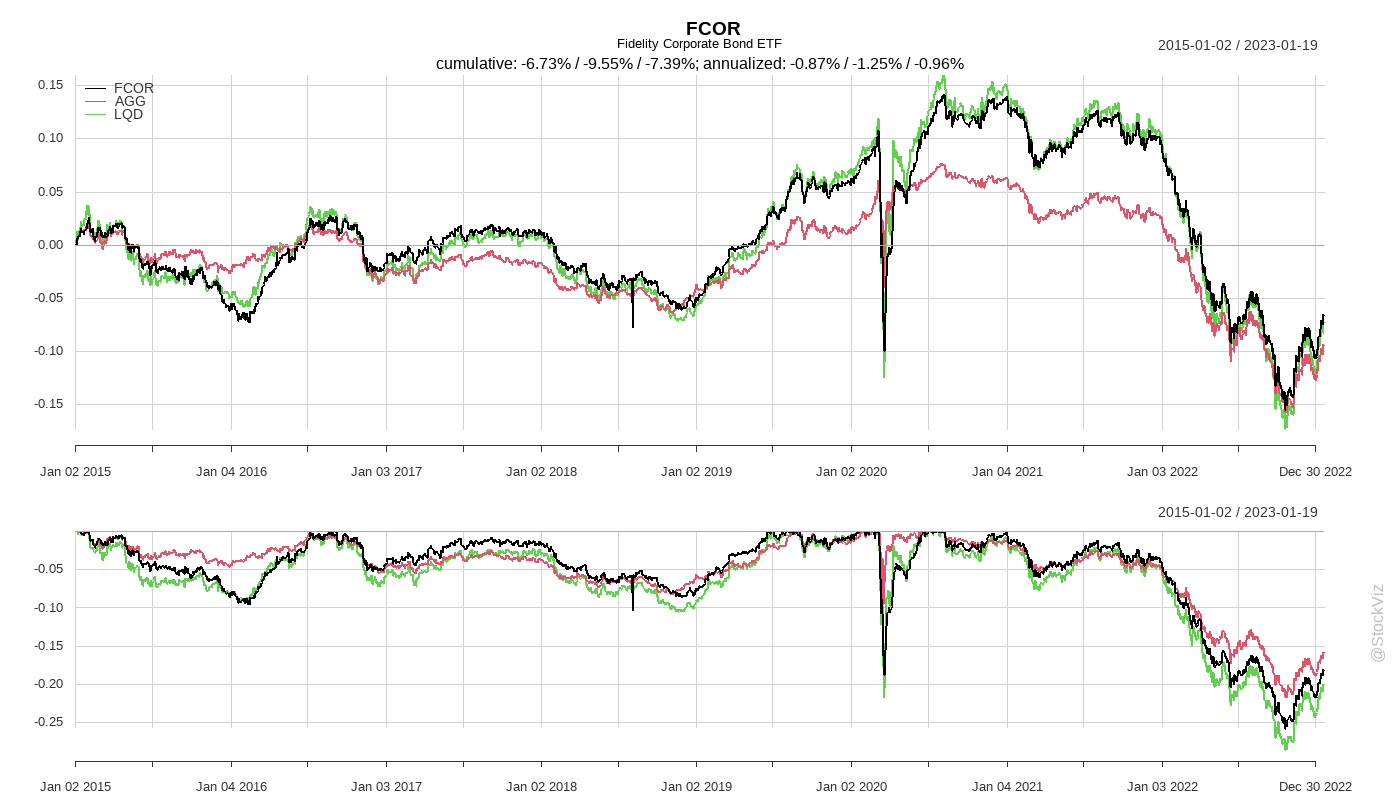 FCOR
Fidelity Corporate Bond ETF
2015-01-02 / 2023-01-19
cumulative: -6.73% / -9.55% / -7.39%; annualized: -0.87% / -1.25% / -0.96%
0.15
FCOR
AGG
LQD
0.10
0.05
0.00
-0.05
-0.10
-0.15
Jan 02 2015 Jan 04 2016 Jan 03 2017 Jan 02 2018 Jan 02 2019 Jan 02 2020 Jan 04 2021 Jan 03 2022 Dec 30 2022
2015-01-02 / 2023-01-19
-0.05
-0.10
-0.15
-0.20
-0.25
Jan 02 2015 Jan 04 2016 Jan 03 2017 Jan 02 2018 Jan 02 2019 Jan 02 2020 Jan 04 2021 Jan 03 2022 Dec 30 2022
@StockViz